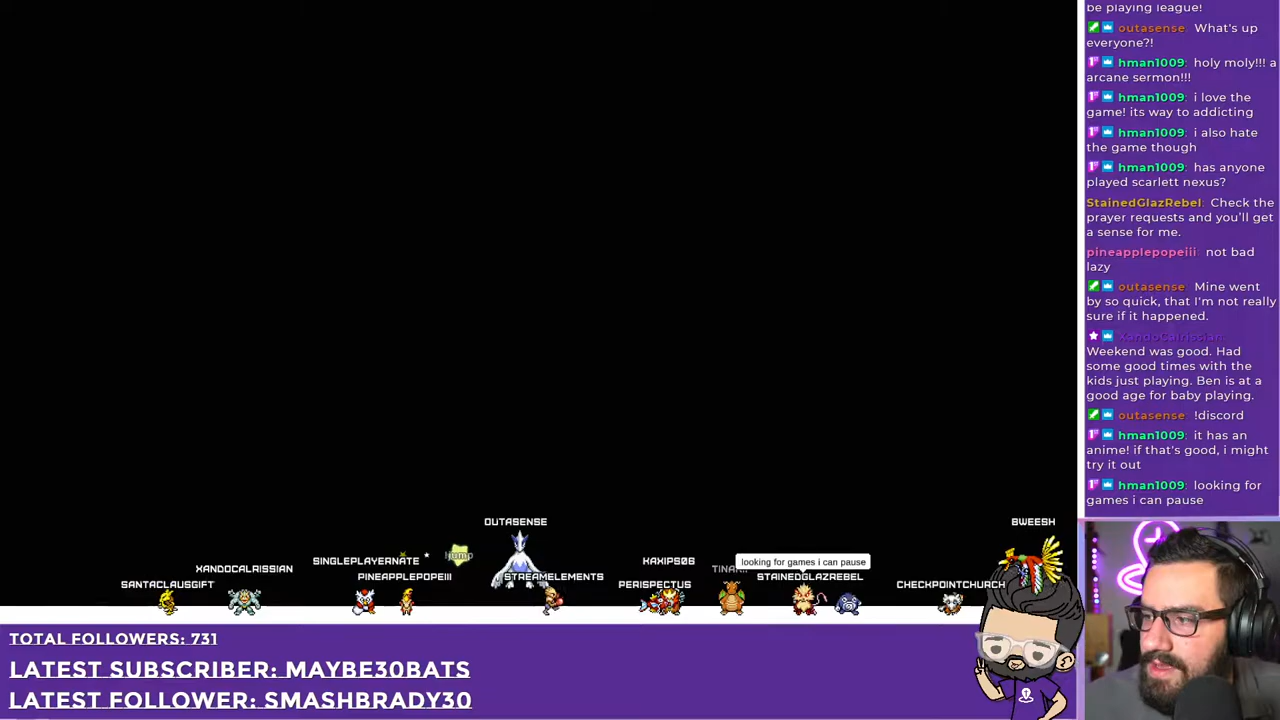 be playing league!
outasense: What's up
everyone?!
hman1009: holy moly!!! a
arcane sermon!!!
hman1009: i love the
game! its way to addicting
hman1009: i also hate
the game though
hman1009: has anyone
played scarlett nexus?
StainedGlazRebel: Check the
prayer requests and you'll get
a sense for me.
pineapplepopeiii: not bad
lazy
outasense: Mine went
by so quick, that I'm not really
sure if it happened.
XandoCalrissian:
Weekend was good. Had
some good times with the
kids just playing. Ben is at a
good age for baby playing.
outasense: !discord
hman1009: it has an
anime! if that's good, i might
try it out
hman1009: looking for
games i can pause
OUTASENSE
BWEESH
SINGLEPLAYERNATE
KAXIPS08
looking for games i can pause
XANDOCALRISSIAN
PINEAPPLEPOPEIII
STREAMELEMENTS
STAINEDGLAZREBEL
SANTACLAUSGIFT
PERISPECTUS
CHECKPOINTCHURCH
TOTAL FOLLOWERS: 731
LATEST SUBSCRIBER: MAYBE30BATS
LATEST FOLLOWER: SMASHBRADY30